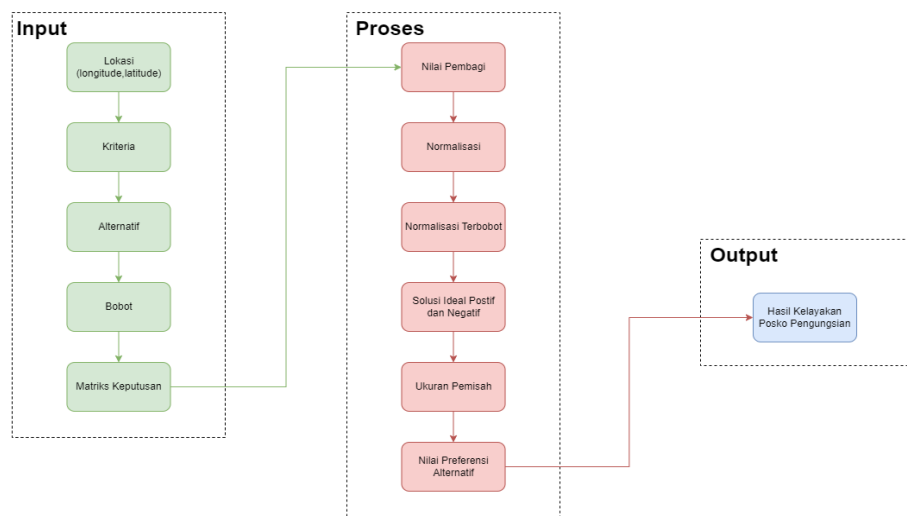 Input
Lokasi
(longitude,latitude)
Kriteria
Alternatif
Bobot
Matriks Keputusan
Proses
Nilai Pembagi
Normalisasi
Normalisasi Terbobot
Solusi Ideal Postif
dan Negatif
Ukuran Pemisah
Nilai Preferensi
Alternatif
Output
Hasil Kelayakan
Posko Pengungsian